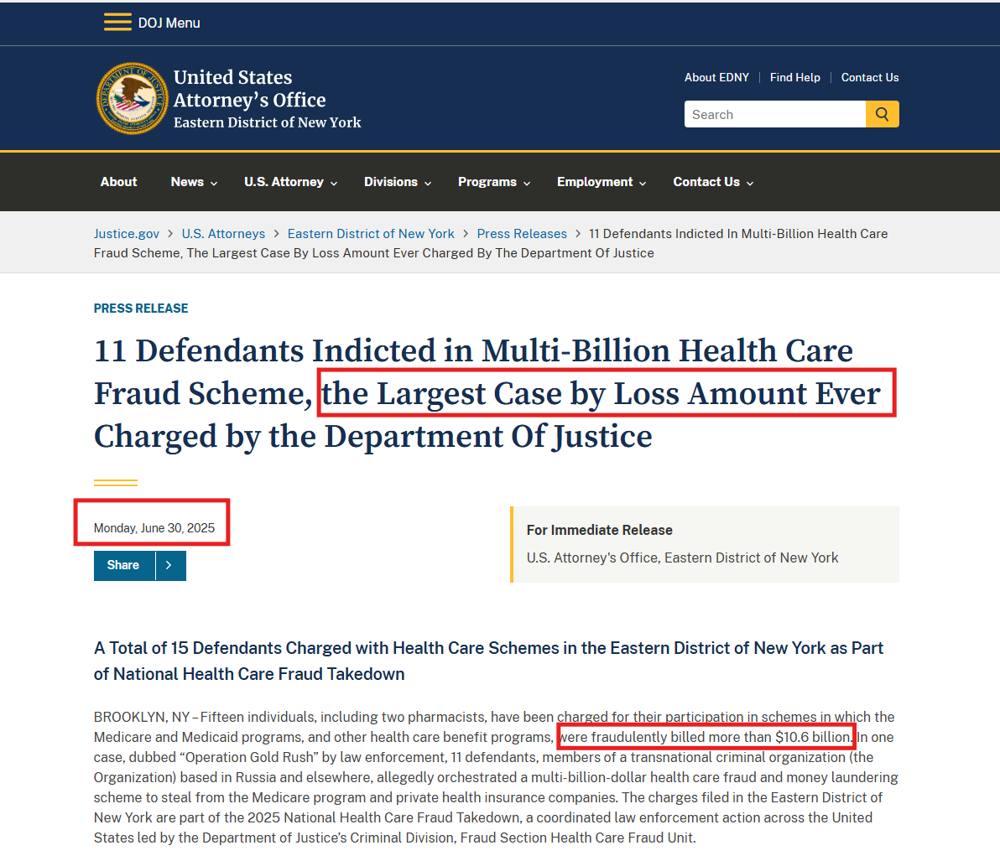 DOJ Menu
United States
Attorney's Office
Eastern District of New York
About EDNY
Find Help
Contact Us
Search
About
News
U.S. Attorney
Divisions
Programs
Employment
Contact Us
Justice.gov > U.S. Attorneys > Eastern District of New York > Press Releases > 11 Defendants Indicted In Multi-Billion Health Care
Fraud Scheme, The Largest Case By Loss Amount Ever Charged By The Department Of Justice
PRESS RELEASE
11 Defendants Indicted in Multi-Billion Health Care
Fraud Scheme, the Largest Case by Loss Amount Ever
Charged by the Department Of Justice
Monday, June 30, 2025
Share >
For Immediate Release
U.S. Attorney's Office, Eastern District of New York
A Total of 15 Defendants Charged with Health Care Schemes in the Eastern District of New York as Part
of National Health Care Fraud Takedown
BROOKLYN, NY – Fifteen individuals, including two pharmacists, have been charged for their participation in schemes in which the
Medicare and Medicaid programs, and other health care benefit programs, were fraudulently billed more than $10.6 billion. In one
case, dubbed “Operation Gold Rush” by law enforcement, 11 defendants, members of a transnational criminal organization (the
Organization) based in Russia and elsewhere, allegedly orchestrated a multi-billion-dollar health care fraud and money laundering
scheme to steal from the Medicare program and private health insurance companies. The charges filed in the Eastern District of
New York are part of the 2025 National Health Care Fraud Takedown, a coordinated law enforcement action across the United
States led by the Department of Justice’s Criminal Division, Fraud Section Health Care Fraud Unit.